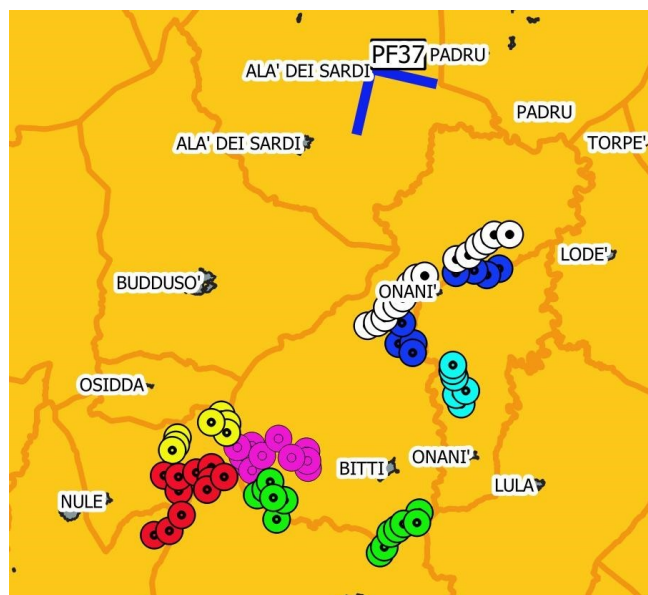 PF37 PADRU
ALA' DEI SARDI
PADRU
ALA' DEI SARDI
TORPE'
LODE'
BUDDUSO'
ONANI'
OSIDDA
ONANI'
BITTI
LULA
NULE